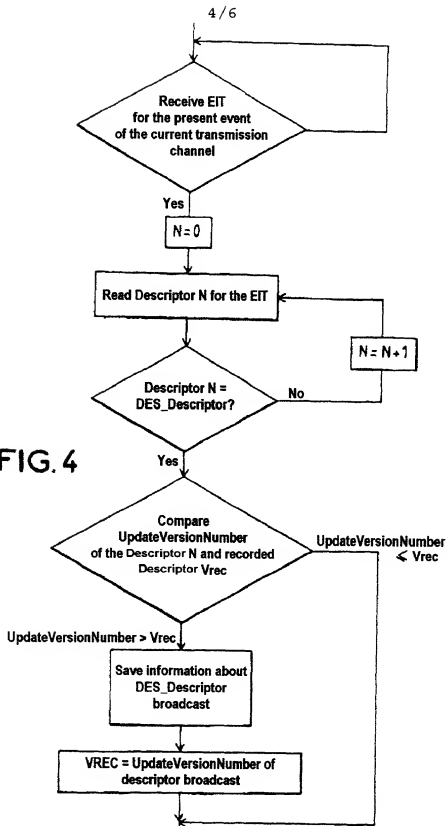 4/6
Receive EIT
for the present event
of the current transmission
channel
Yes
N=0
Read Descriptor N for the EIT
N=N+1
Descriptor N =
DES_Descriptor?
No
FIG. 4
Yes
Compare
UpdateVersionNumber
of the Descriptor N and recorded
Descriptor Vrec
UpdateVersionNumber
⩽ Vrec
UpdateVersionNumber > Vrec
Save information about
DES_Descriptor
broadcast
VREC = UpdateVersionNumber of
descriptor broadcast